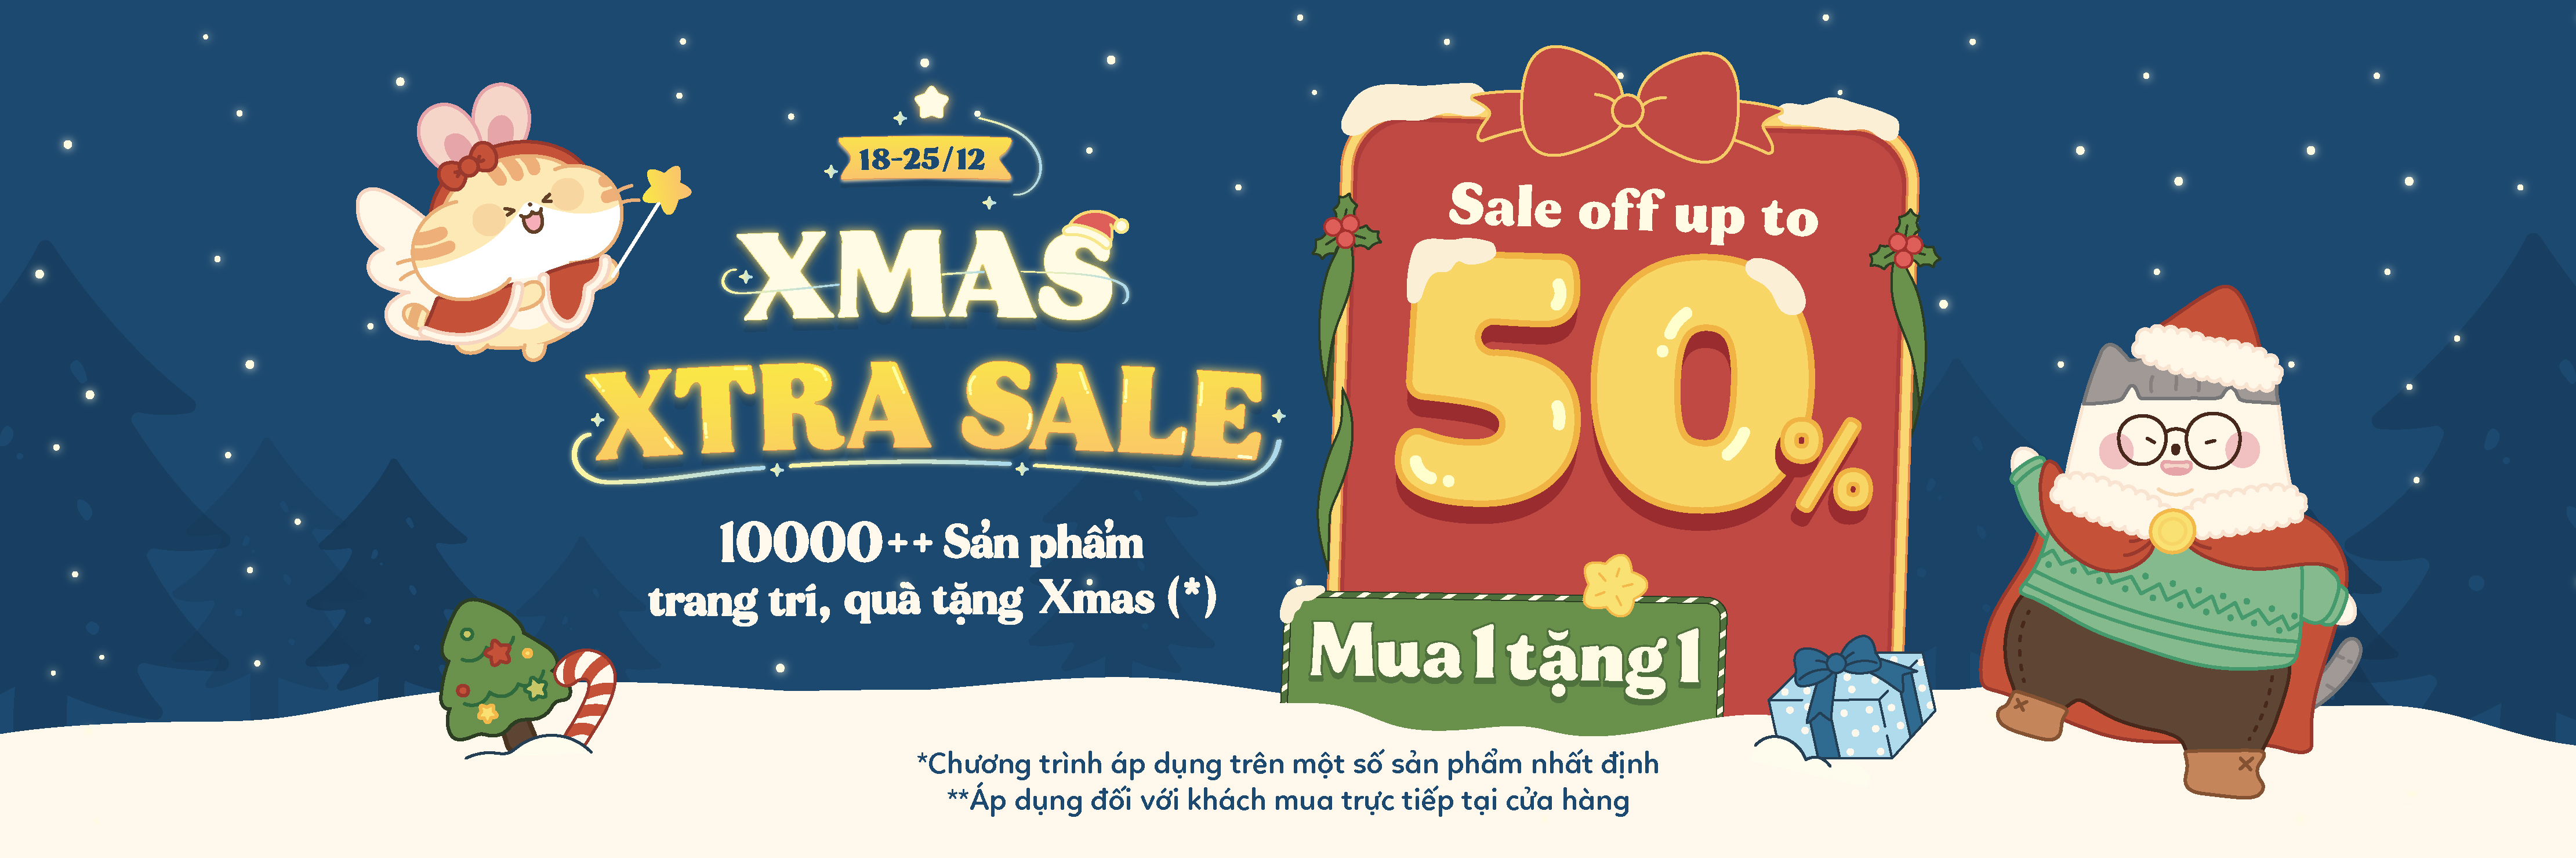 18-25/12
XMAS
XTRA SALE
10000++ Sản phẩm
trang trí, quà tặng Xmas (*)
Sale off up to
50%
Mua 1 tặng 1
*Chương trình áp dụng trên một số sản phẩm nhất định
**Áp dụng đối với khách mua trực tiếp tại cửa hàng